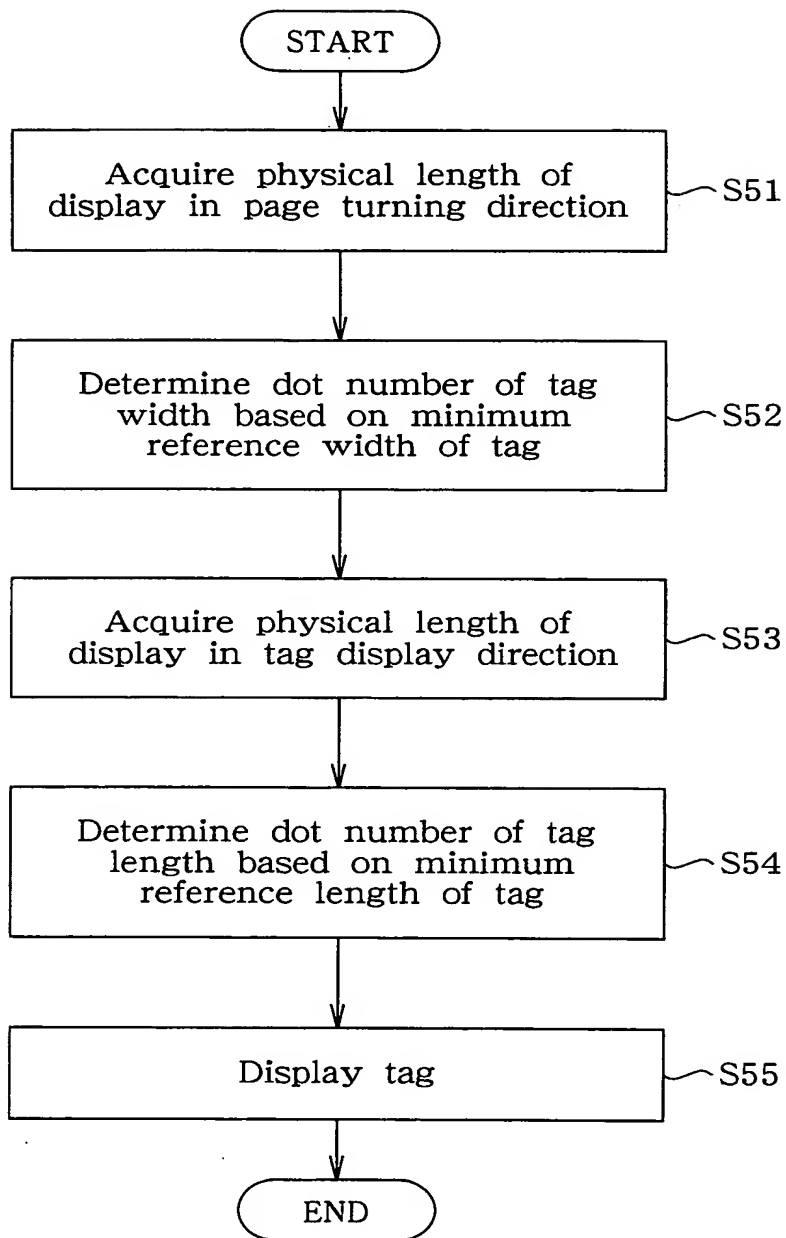 START
Acquire physical length of
display in page turning direction
S51
Determine dot number of tag
width based on minimum
reference width of tag
S52
Acquire physical length of
display in tag display direction
S53
Determine dot number of tag
length based on minimum
reference length of tag
S54
Display tag
S55
END